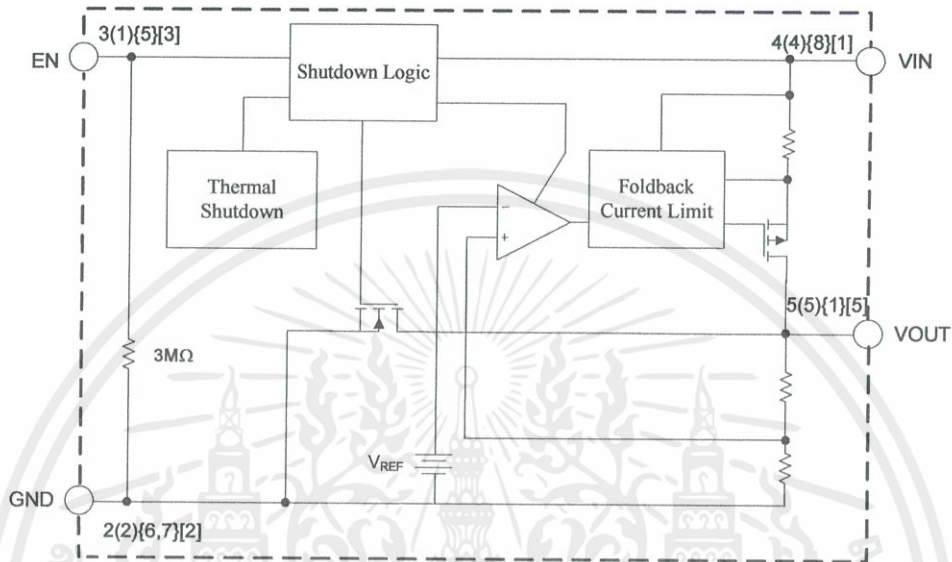 3(1){5}[3]
4(4){8}[1]
EN
Shutdown Logic
VIN
Thermal
Shutdown
Foldback
Current Limit
−
+
5(5){1}[5]
VOUT
3MΩ
VREF
GND
2(2){6,7}[2]